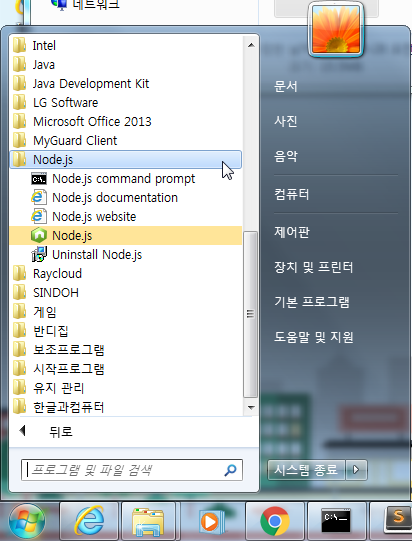 네트워크
Intel
Java
Java Development Kit
LG Software
Microsoft Office 2013
MyGuard Client
Node.js
Node.js command prompt
Node.js documentation
Node.js website
Node.js
Uninstall Node.js
Raycloud
SINDOH
게임
반디집
보조프로그램
시작프로그램
유지 관리
한글과컴퓨터
뒤로
프로그램 및 파일 검색
문서
사진
음악
컴퓨터
제어판
장치 및 프린터
기본 프로그램
도움말 및 지원
시스템 종료
C:\_